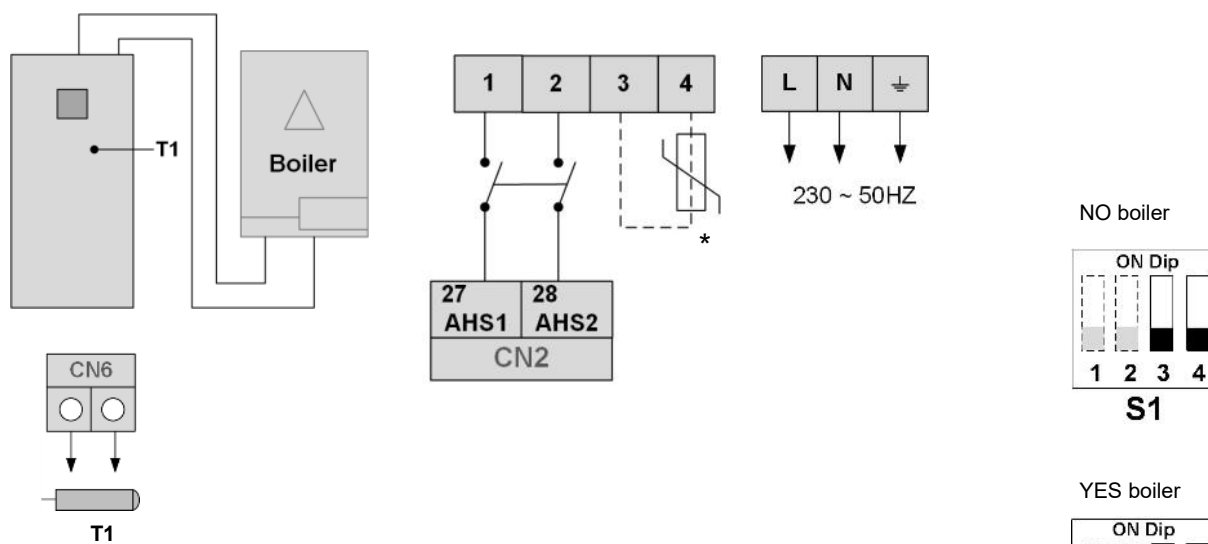 T1
Boiler
CN6
T1
1 2 3 4
*
27 28
AHS1 AHS2
CN2
L N ⏚
230 ~ 50HZ
NO boiler
ON Dip
1 2 3 4
S1
YES boiler
ON Dip